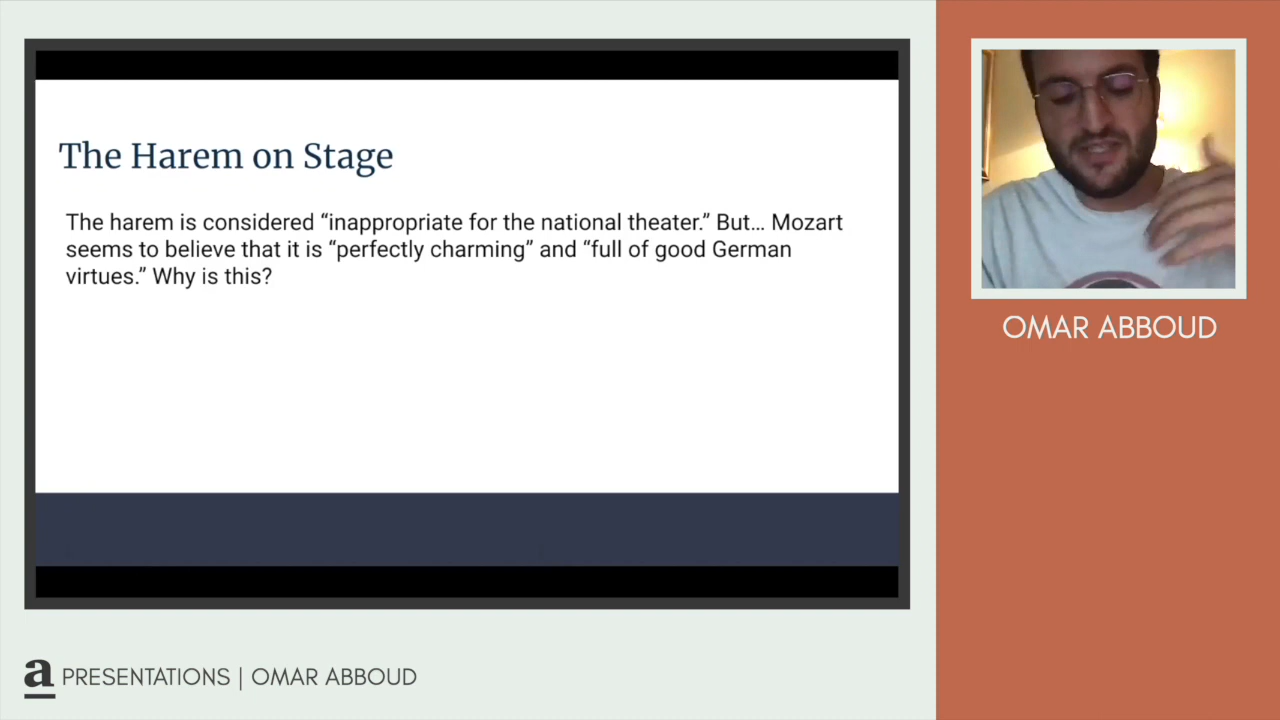 The Harem on Stage
The harem is considered “inappropriate for the national theater.” But... Mozart
seems to believe that it is “perfectly charming” and “full of good German
virtues.” Why is this?
OMAR ABBOUD
a PRESENTATIONS | OMAR ABBOUD